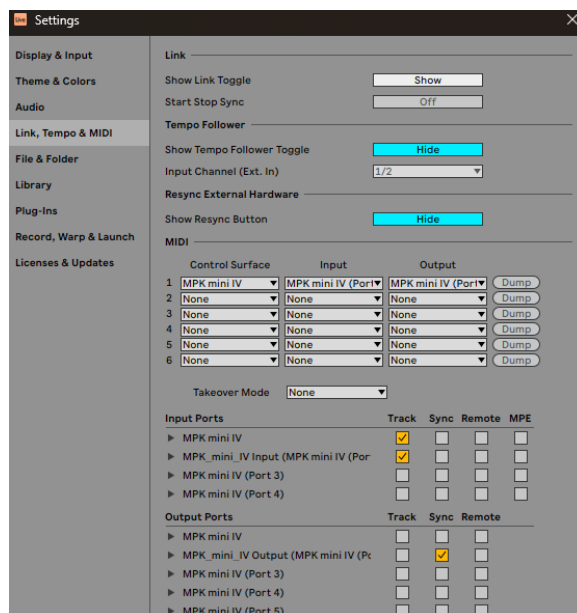 Live Settings
Display & Input
Theme & Colors
Audio
Link, Tempo & MIDI
File & Folder
Library
Plug-Ins
Record, Warp & Launch
Licenses & Updates
Link
Show Link Toggle Show
Start Stop Sync Off
Tempo Follower
Show Tempo Follower Toggle Hide
Input Channel (Ext. In) 1/2
Resync External Hardware
Show Resync Button Hide
MIDI
Control Surface Input Output
1 MPK mini IV MPK mini IV (Port MPK mini IV (Port Dump
2 None None None Dump
3 None None None Dump
4 None None None Dump
5 None None None Dump
6 None None None Dump
Takeover Mode None
Input Ports Track Sync Remote MPE
MPK mini IV
MPK_mini_IV Input (MPK mini IV (Por
MPK mini IV (Port 3)
MPK mini IV (Port 4)
Output Ports Track Sync Remote
MPK mini IV
MPK_mini_IV Output (MPK mini IV (Pc
MPK mini IV (Port 3)
MPK mini IV (Port 4)
MPK mini IV (Port 5)